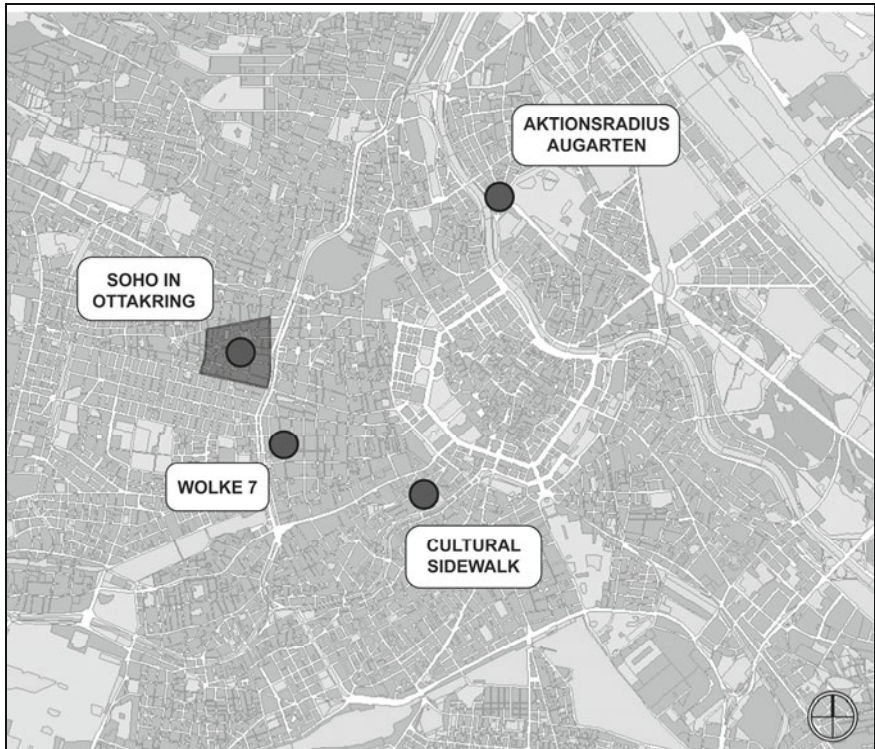 AKTIONSRADIUS
AUGARTEN
SOHO IN
OTTAKRING
WOLKE 7
CULTURAL
SIDEWALK